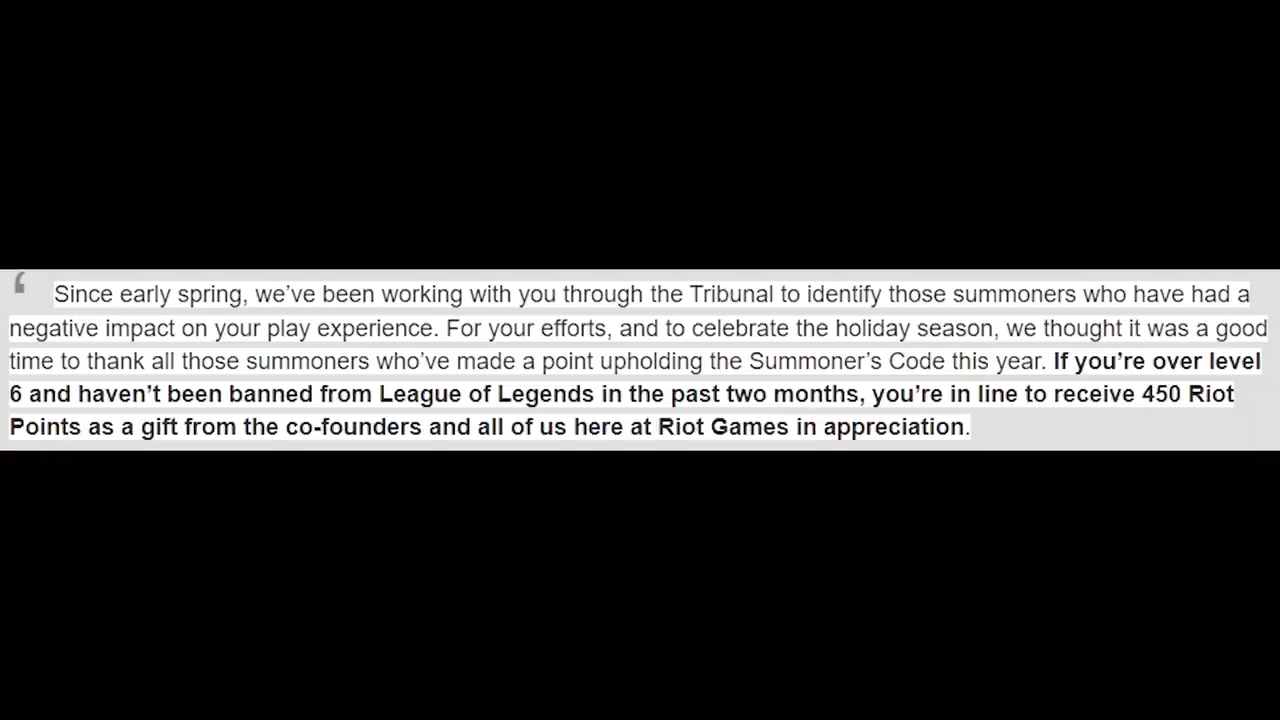 ‘ Since early spring, we’ve been working with you through the Tribunal to identify those summoners who have had a
negative impact on your play experience. For your efforts, and to celebrate the holiday season, we thought it was a good
time to thank all those summoners who’ve made a point upholding the Summoner’s Code this year. If you’re over level
6 and haven’t been banned from League of Legends in the past two months, you’re in line to receive 450 Riot
Points as a gift from the co-founders and all of us here at Riot Games in appreciation.